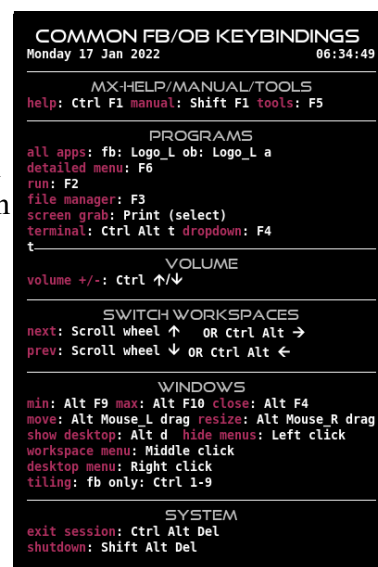 COMMON FB/OB KEYBINDINGS
Monday 17 Jan 2022 06:34:49
MX-HELP/MANUAL/TOOLS
help: Ctrl F1 manual: Shift F1 tools: F5
PROGRAMS
all apps: fb: Logo_L ob: Logo_L a
detailed menu: F6
run: F2
file manager: F3
screen grab: Print (select)
terminal: Ctrl Alt t dropdown: F4
t
VOLUME
volume +/-: Ctrl ↑/↓
SWITCH WORKSPACES
next: Scroll wheel ↑ OR Ctrl Alt →
prev: Scroll wheel ↓ OR Ctrl Alt ←
WINDOWS
min: Alt F9 max: Alt F10 close: Alt F4
move: Alt Mouse_L drag resize: Alt Mouse_R drag
show desktop: Alt d hide menus: Left click
workspace menu: Middle click
desktop menu: Right click
tiling: fb only: Ctrl 1-9
SYSTEM
exit session: Ctrl Alt Del
shutdown: Shift Alt Del